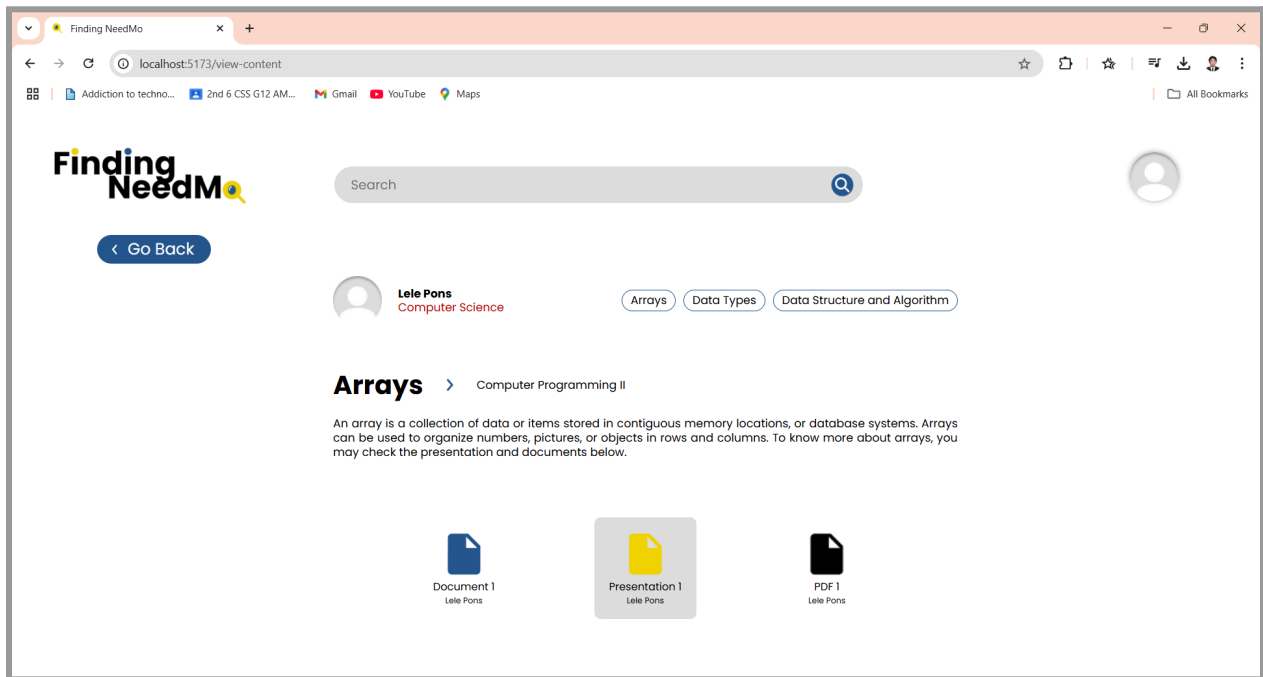 Finding NeedMo
localhost:5173/view-content
Addiction to techno... 2nd 6 CSS G12 AM... Gmail YouTube Maps All Bookmarks
Finding
NeedMo
Search
Go Back
Lele Pons
Computer Science
Arrays Data Types Data Structure and Algorithm
Arrays > Computer Programming II
An array is a collection of data or items stored in contiguous memory locations, or database systems. Arrays
can be used to organize numbers, pictures, or objects in rows and columns. To know more about arrays, you
may check the presentation and documents below.
Document 1 Presentation 1 PDF 1
Lele Pons Lele Pons Lele Pons